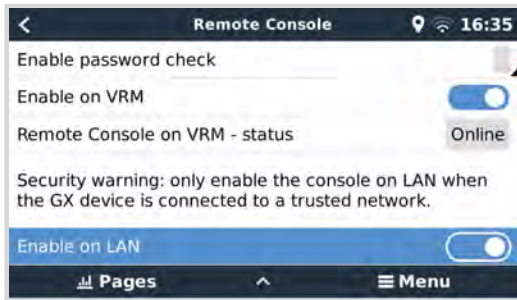 Remote Console
16:35
Enable password check
Enable on VRM
Remote Console on VRM - status
Online
Security warning: only enable the console on LAN when
the GX device is connected to a trusted network.
Enable on LAN
Pages
Menu